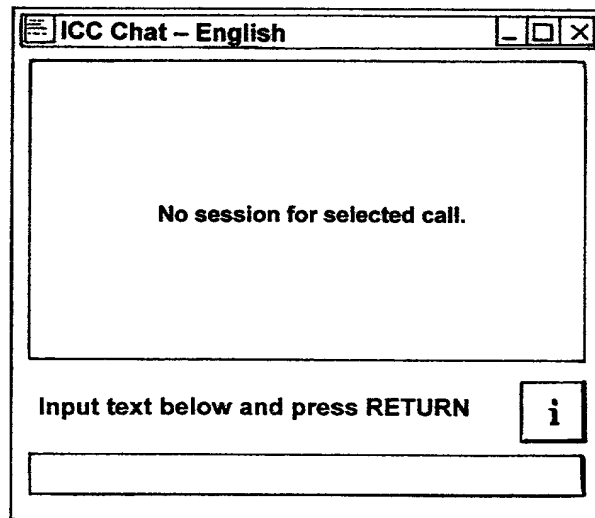 ICC Chat – English
No session for selected call.
Input text below and press RETURN
i